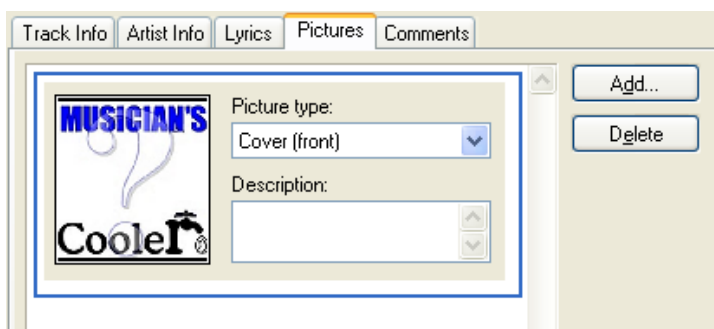 Track Info Artist Info Lyrics Pictures Comments
Add...
Delete
MUSICIAN'S
Cooler
Picture type:
Cover (front)
Description: